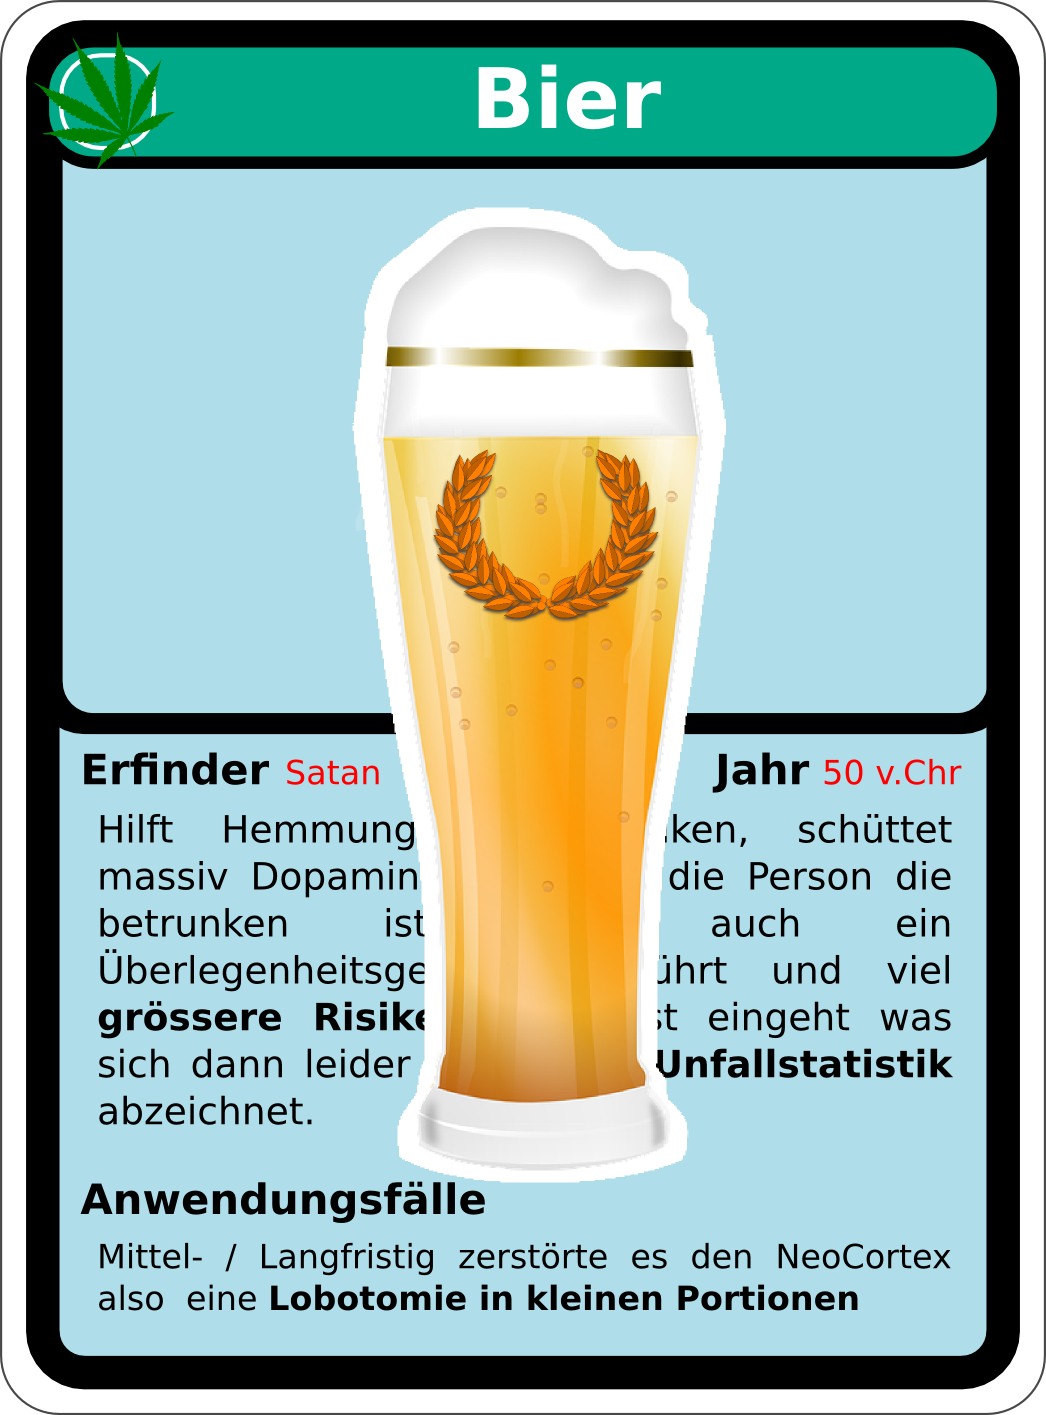 Bier
Erfinder Satan Jahr 50 v.Chr
Hilft Hemmung ken, schüttet
massiv Dopamin die Person die
betrunken ist auch ein
Überlegenheitsge ührt und viel
grössere Risike st eingeht was
sich dann leider Unfallstatistik
abzeichnet.
Anwendungsfälle
Mittel- / Langfristig zerstörte es den NeoCortex
also eine Lobotomie in kleinen Portionen